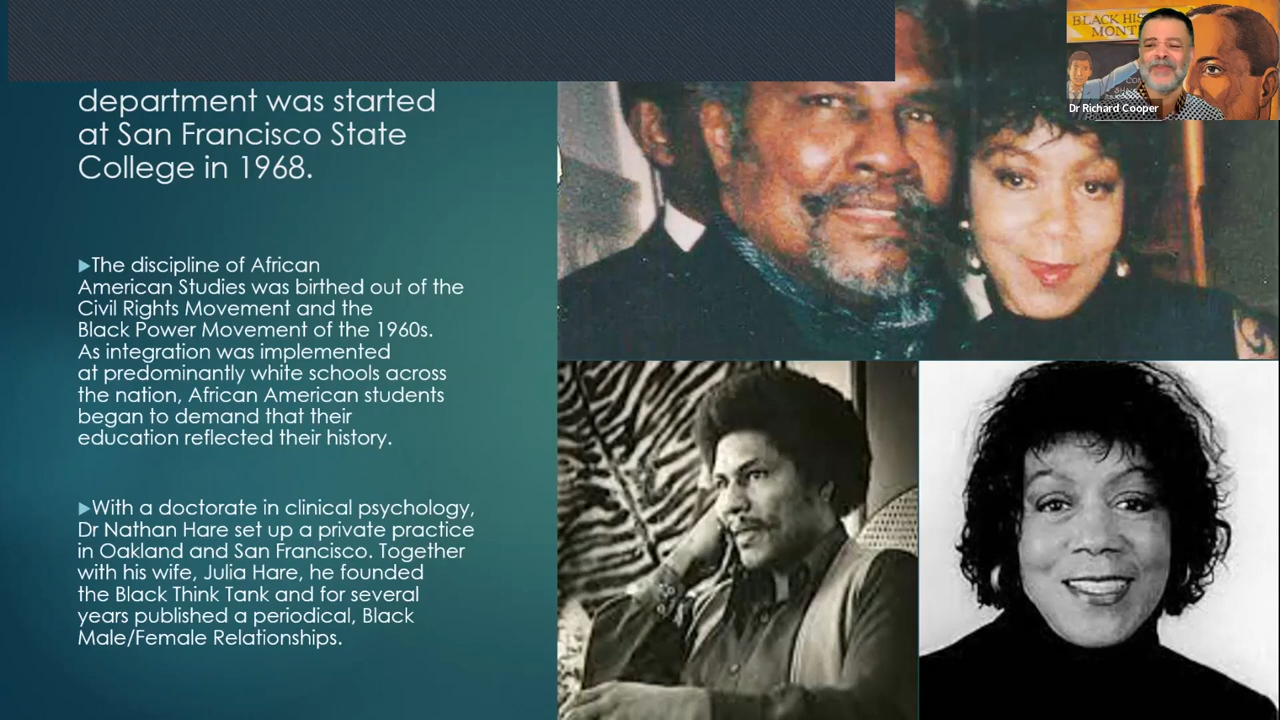 department was started
at San Francisco State
College in 1968.
The discipline of African
American Studies was birthed out of the
Civil Rights Movement and the
Black Power Movement of the 1960s.
As integration was implemented
at predominantly white schools across
the nation, African American students
began to demand that their
education reflected their history.
With a doctorate in clinical psychology,
Dr Nathan Hare set up a private practice
in Oakland and San Francisco. Together
with his wife, Julia Hare, he founded
the Black Think Tank and for several
years published a periodical, Black
Male/Female Relationships.
BLACK HIS
MONT
Dr Richard Cooper